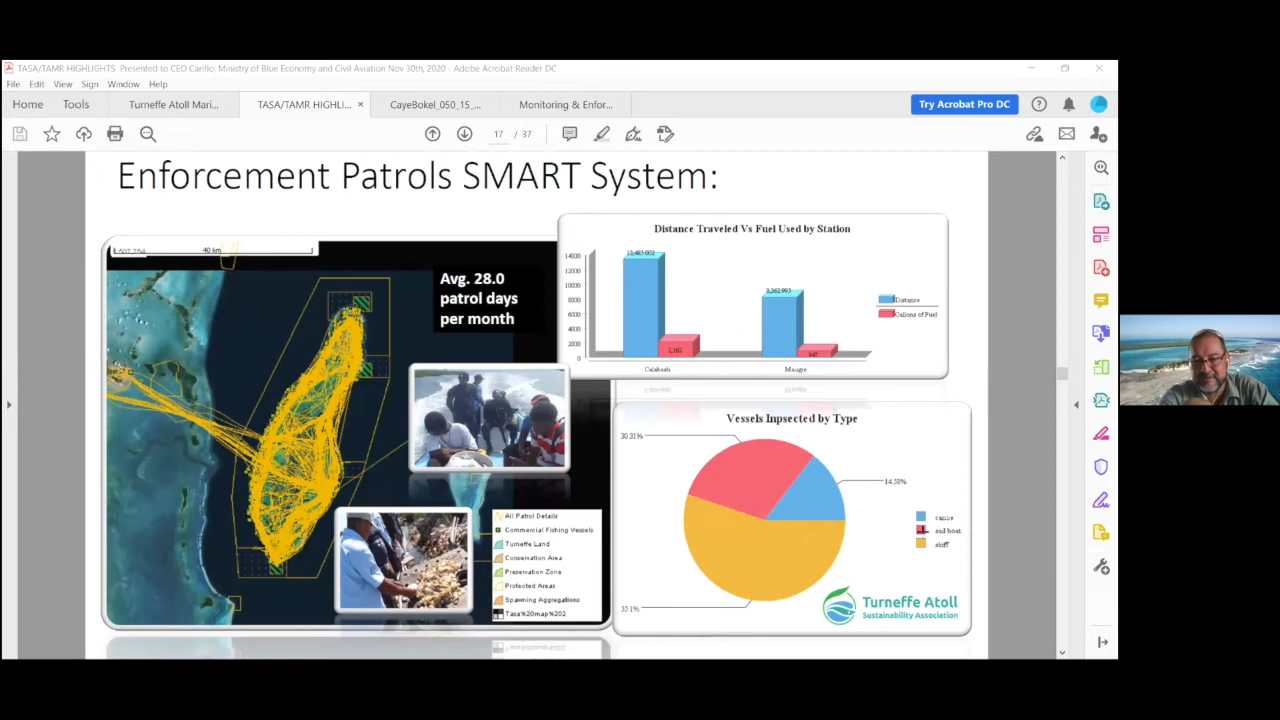 TASA/TAMR HIGHLIGHTS Presented to CEO Carillo, Ministry of Blue Economy and Civil Aviation Nov 30th, 2020 - Adobe Acrobat Reader DC
File Edit View Sign Window Help
Home Tools Turneffe Atoll Mari... TASA/TAMR HIGHLI... × CayeBokel_050_15_... Monitoring & Enfor...
Try Acrobat Pro DC
17 / 37
Enforcement Patrols SMART System:
40 km
Avg. 28.0
patrol days
per month
All Patrol Details
Commercial Fishing Vessels
Turneffe Land
Conservation Area
Preservation Zone
Protected Areas
Spawning Aggregations
Tasa%20map%202
Distance Traveled Vs Fuel Used by Station
14000
12000
10000
8000
6000
4000
2000
0
Calabash
Mauger
Distance
Gallons of Fuel
Vessels Inpsected by Type
30.31%
14.58%
canoe
sail boat
skiff
Turneffe Atoll
Sustainability Association